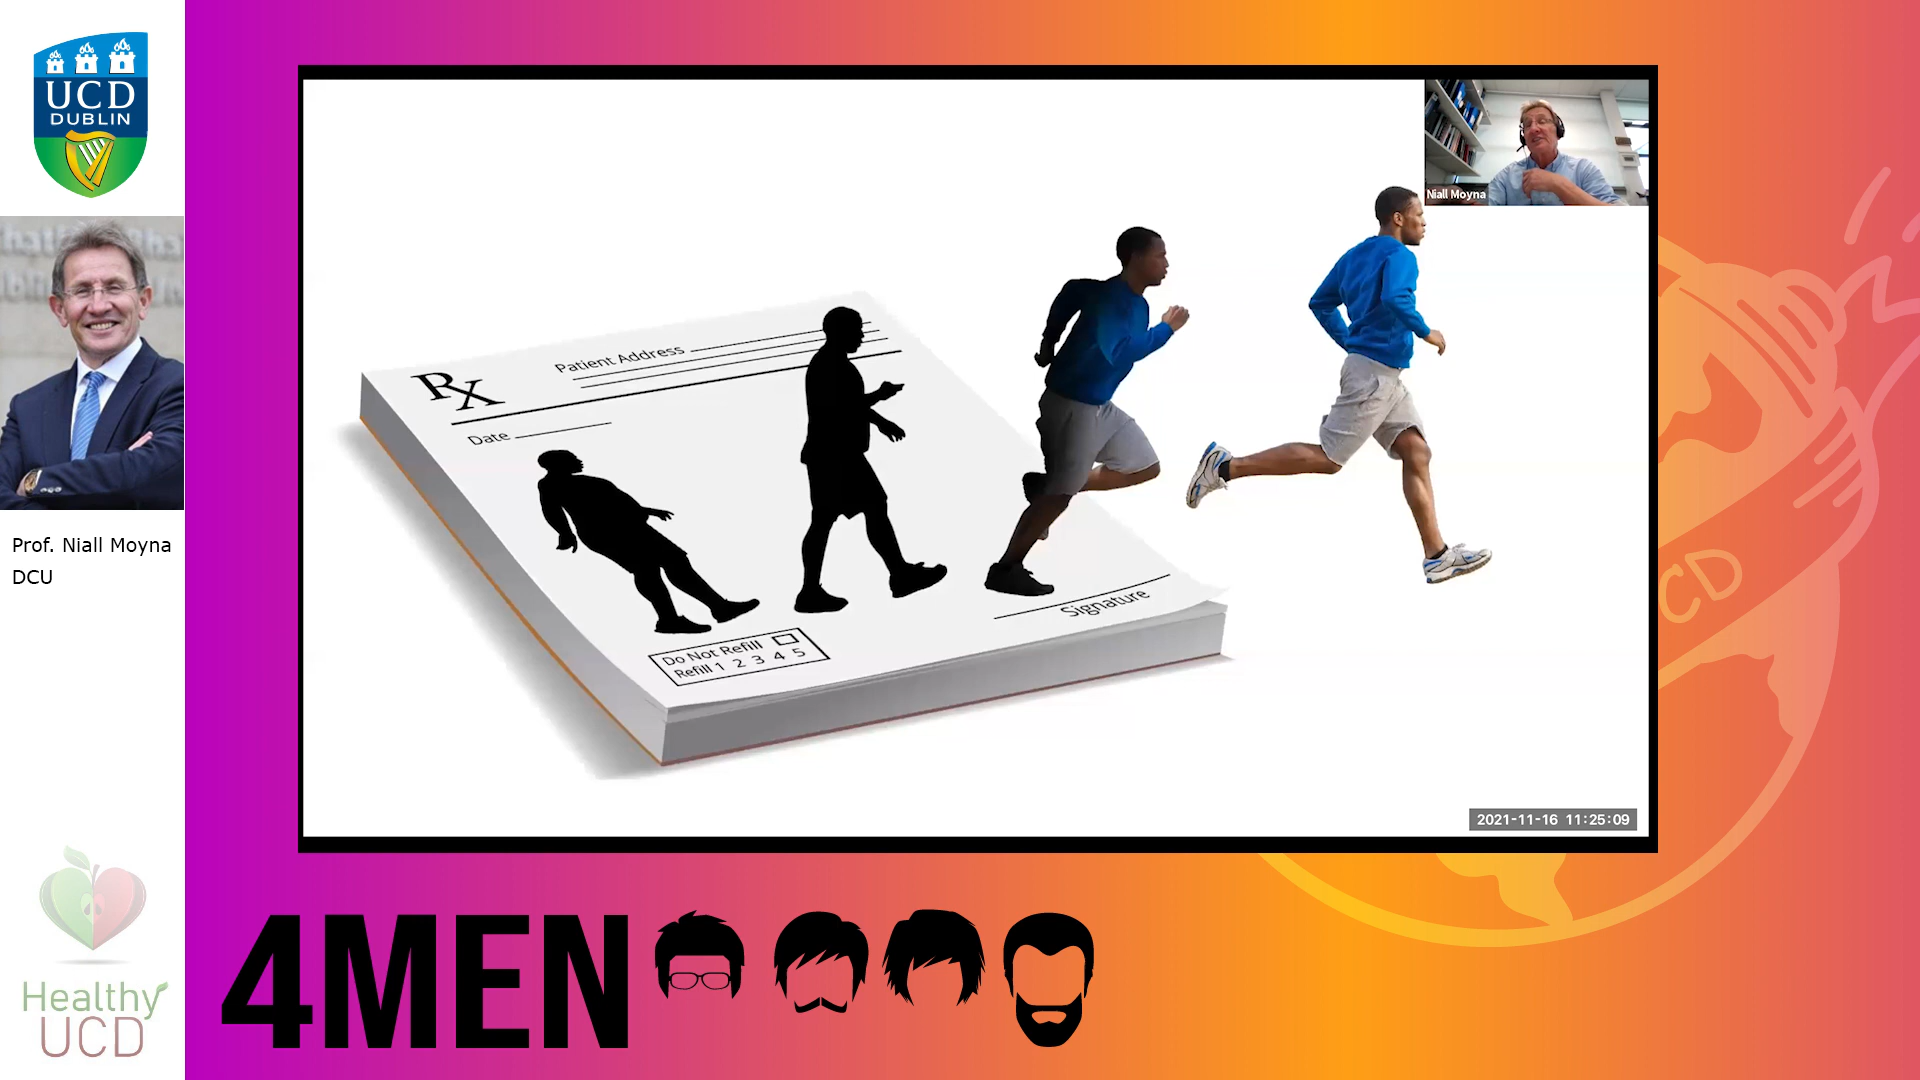 UCD
DUBLIN
Prof. Niall Moyna
DCU
Healthy
UCD
Niall Moyna
Rx
Patient Address
Date
Signature
Do Not Refill
Refill 1 2 3 4 5
2021-11-16 11:25:09
UCD
4MEN